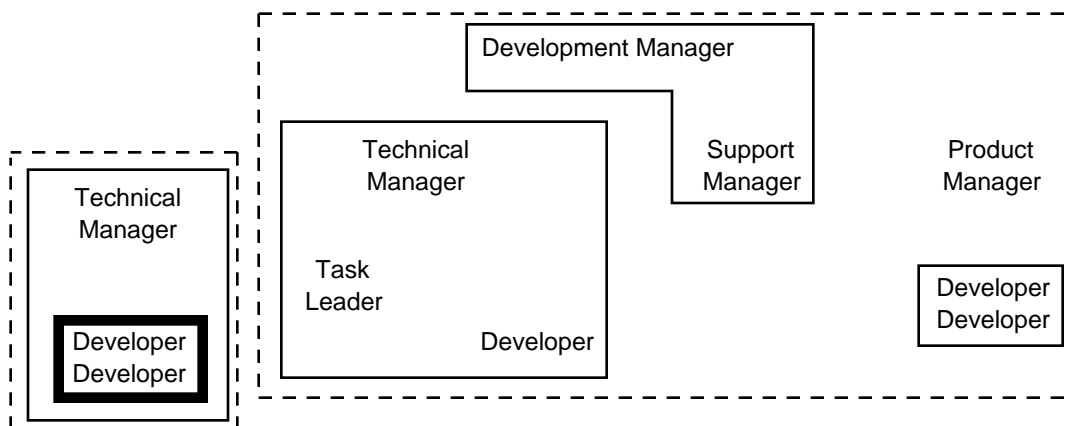 Development Manager
Technical
Manager
Support
Manager
Product
Manager
Technical
Manager
Task
Leader
Developer
Developer
Developer
Developer
Developer